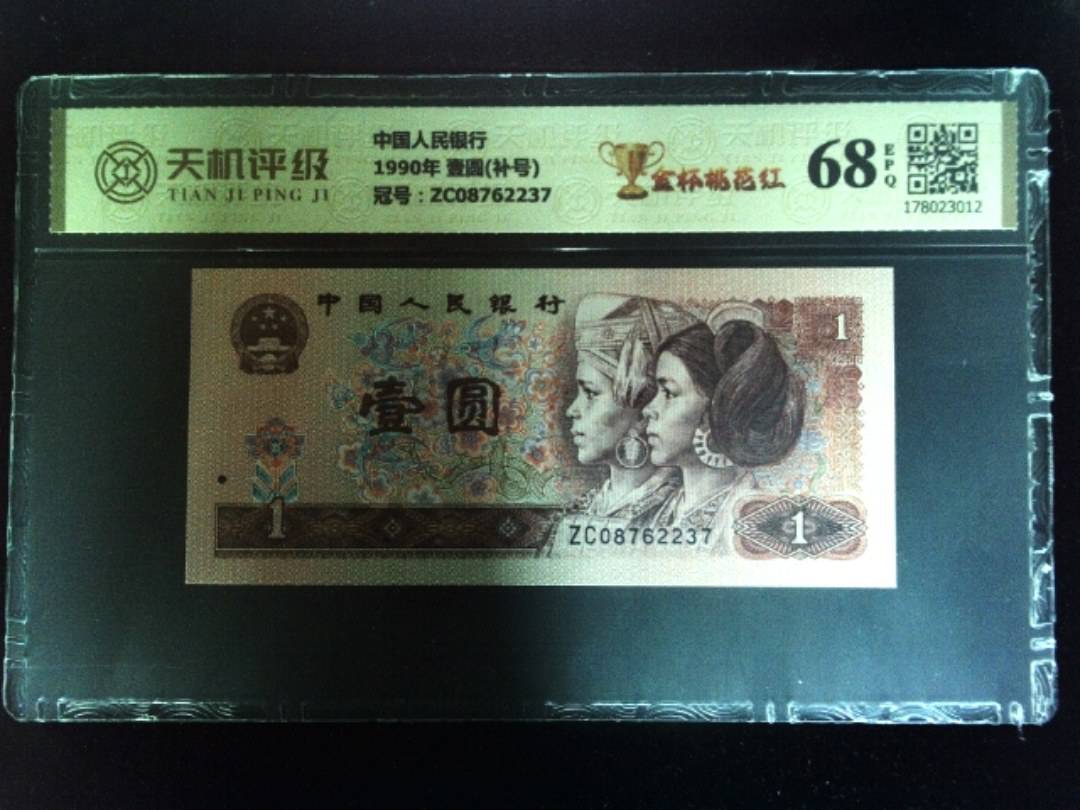 天机评级
TIAN JI PING JI
中国人民银行
1990年 壹圆(补号)
冠号：ZC08762237
金杯桃花红
68
EPQ
178023012
中国人民银行
1
壹圆
1
ZC08762237
1